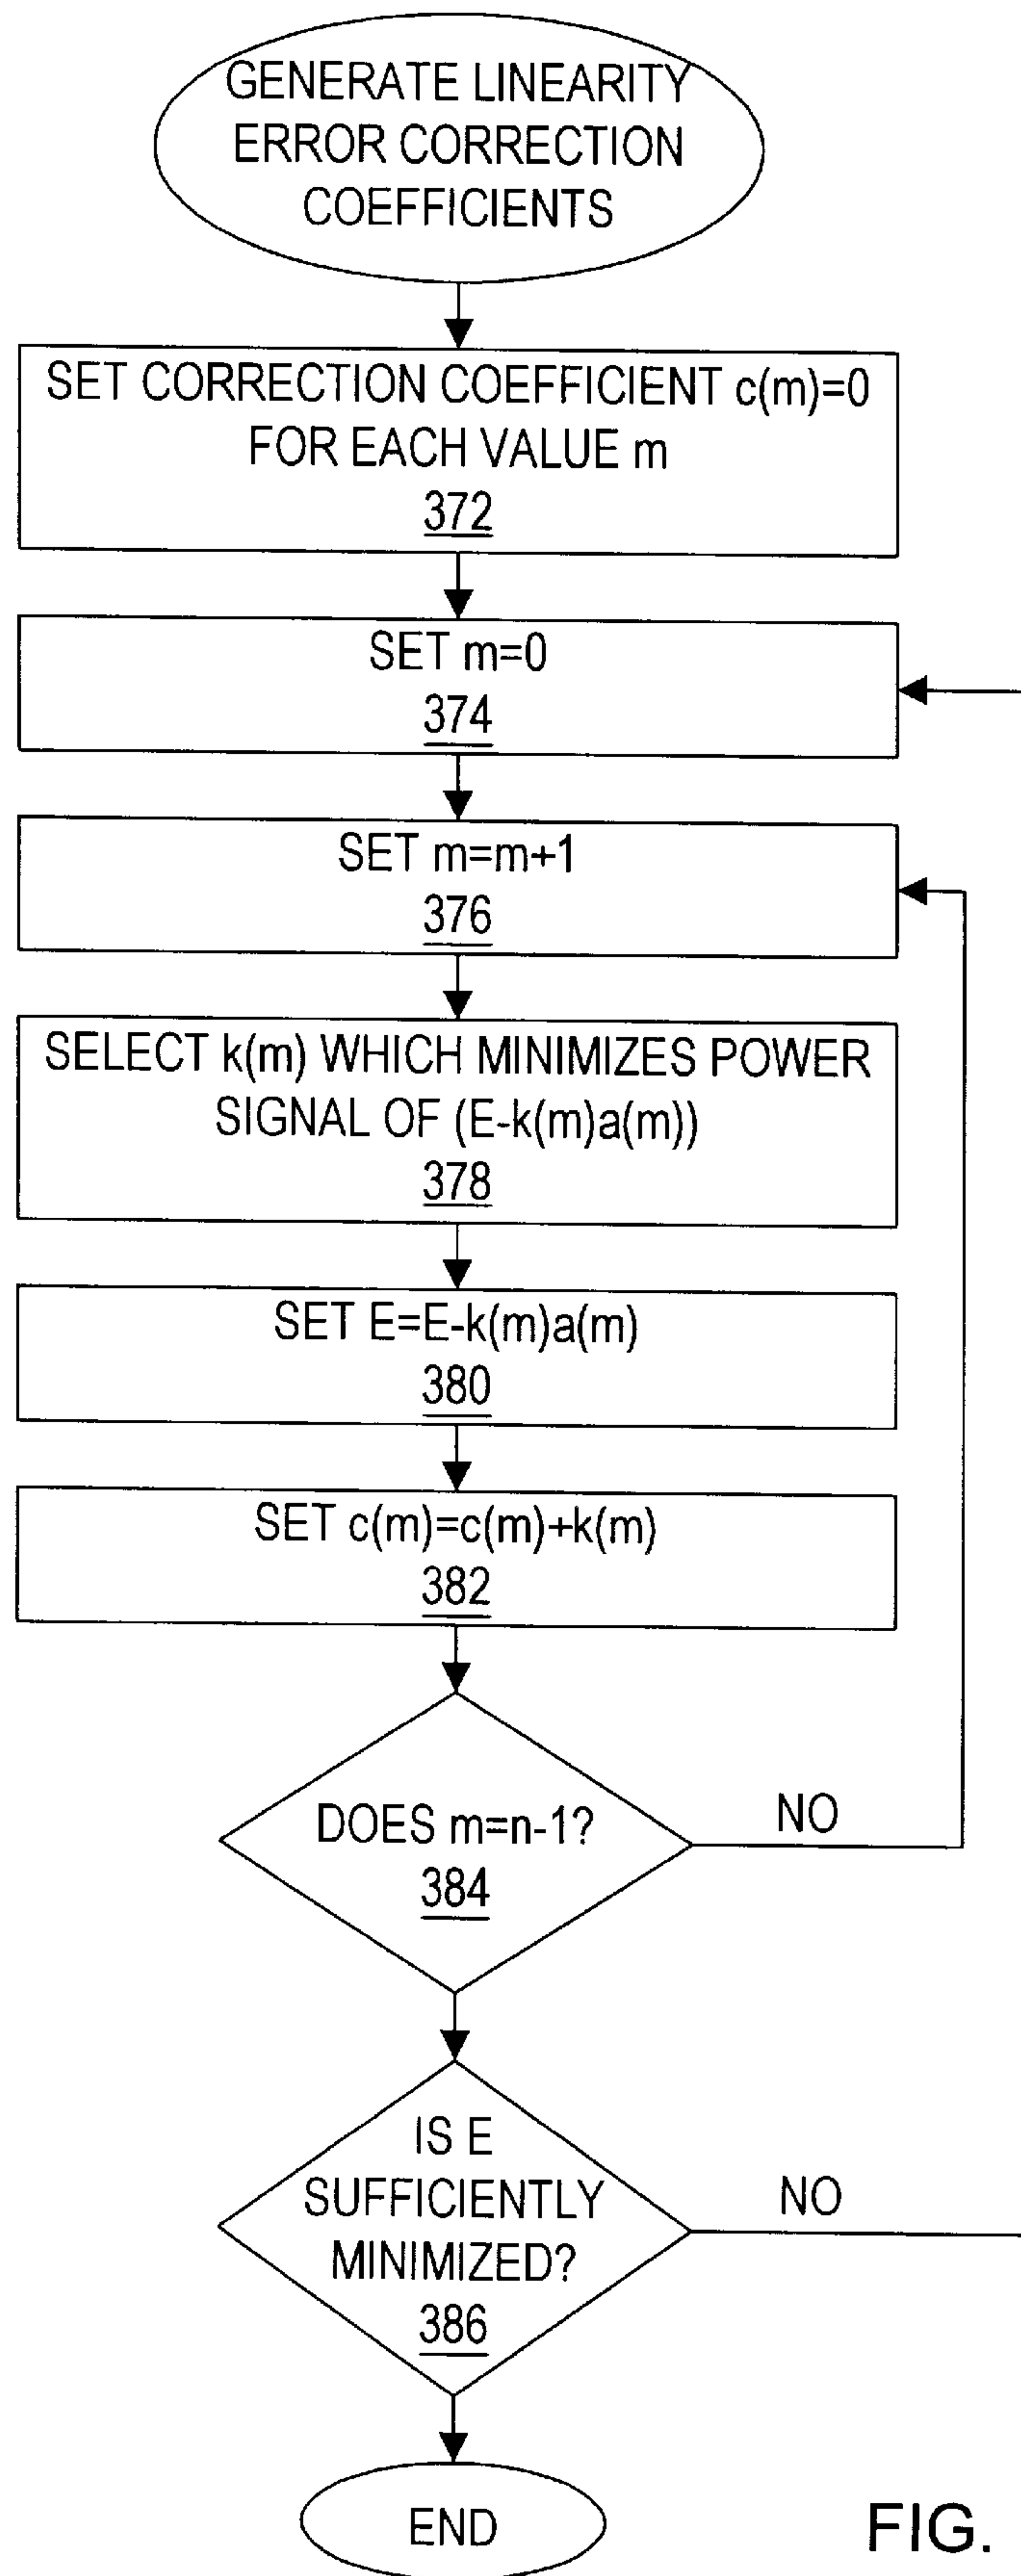 GENERATE LINEARITY
ERROR CORRECTION
COEFFICIENTS
SET CORRECTION COEFFICIENT c(m)=0
FOR EACH VALUE m
372
SET m=0
374
SET m=m+1
376
SELECT k(m) WHICH MINIMIZES POWER
SIGNAL OF (E-k(m)a(m))
378
SET E=E-k(m)a(m)
380
SET c(m)=c(m)+k(m)
382
DOES m=n-1?
384
NO
IS E
SUFFICIENTLY
MINIMIZED?
386
NO
END
FIG.